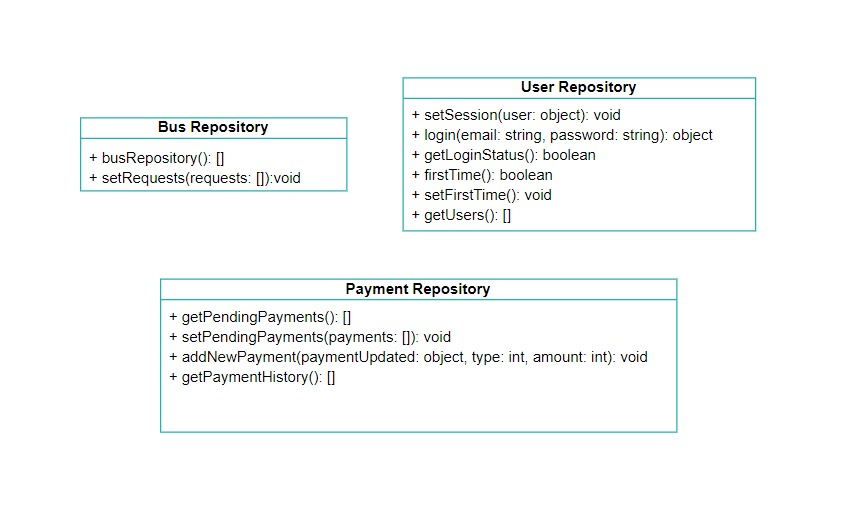 Bus Repository
+ busRepository(): []
+ setRequests(requests: []):void
User Repository
+ setSession(user: object): void
+ login(email: string, password: string): object
+ getLoginStatus(): boolean
+ firstTime(): boolean
+ setFirstTime(): void
+ getUsers(): []
Payment Repository
+ getPendingPayments(): []
+ setPendingPayments(payments: []): void
+ addNewPayment(paymentUpdated: object, type: int, amount: int): void
+ getPaymentHistory(): []